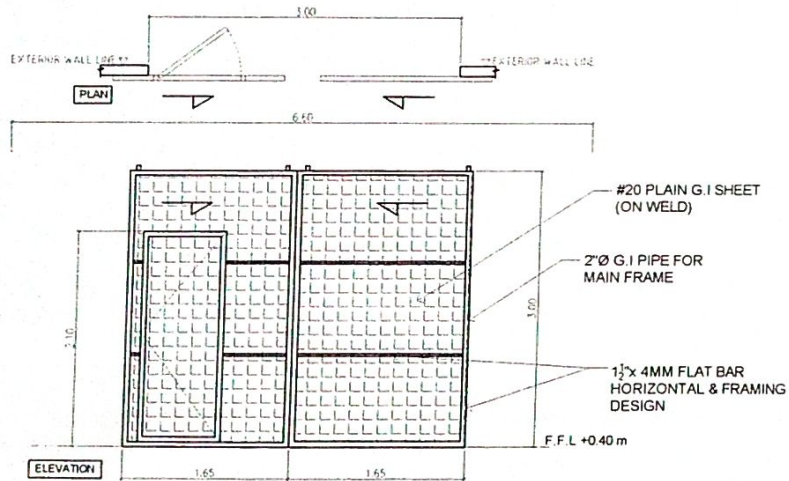 3.00
EXTERIOR WALL LINE**
**EXTERIOR WALL LINE
PLAN
6.60
#20 PLAIN G.I SHEET
(ON WELD)
2"Ø G.I PIPE FOR
MAIN FRAME
3.00
2.10
1½"x 4MM FLAT BAR
HORIZONTAL & FRAMING
DESIGN
F.F.L +0.40 m
ELEVATION
1.65
1.65